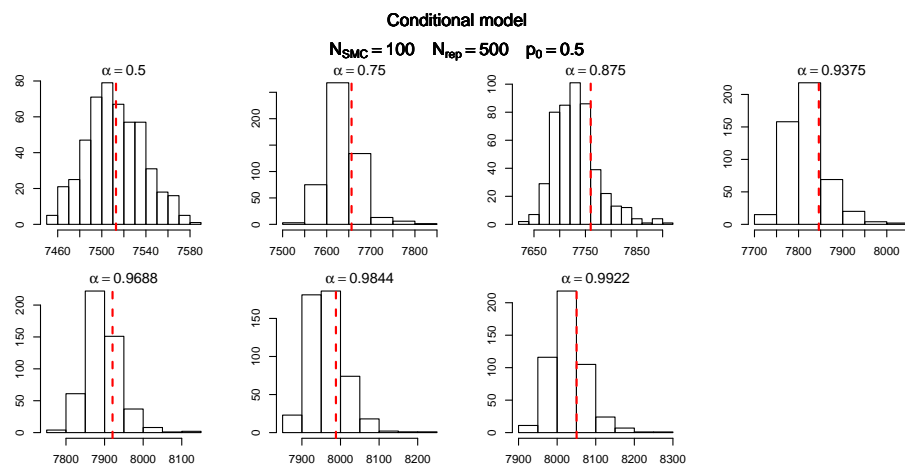 Conditional model
N_SMC = 100 N_rep = 500 p_0 = 0.5
α = 0.5
0 20 40 60 80
7460 7500 7540 7580
α = 0.75
0 50 100 200
7500 7600 7700 7800
α = 0.875
0 20 40 60 80 100
7650 7750 7850
α = 0.9375
0 50 100 150 200
7700 7800 7900 8000
α = 0.9688
0 50 100 150 200
7800 7900 8000 8100
α = 0.9844
0 50 100 150
7900 8000 8100 8200
α = 0.9922
0 50 100 150 200
7900 8000 8100 8200 8300